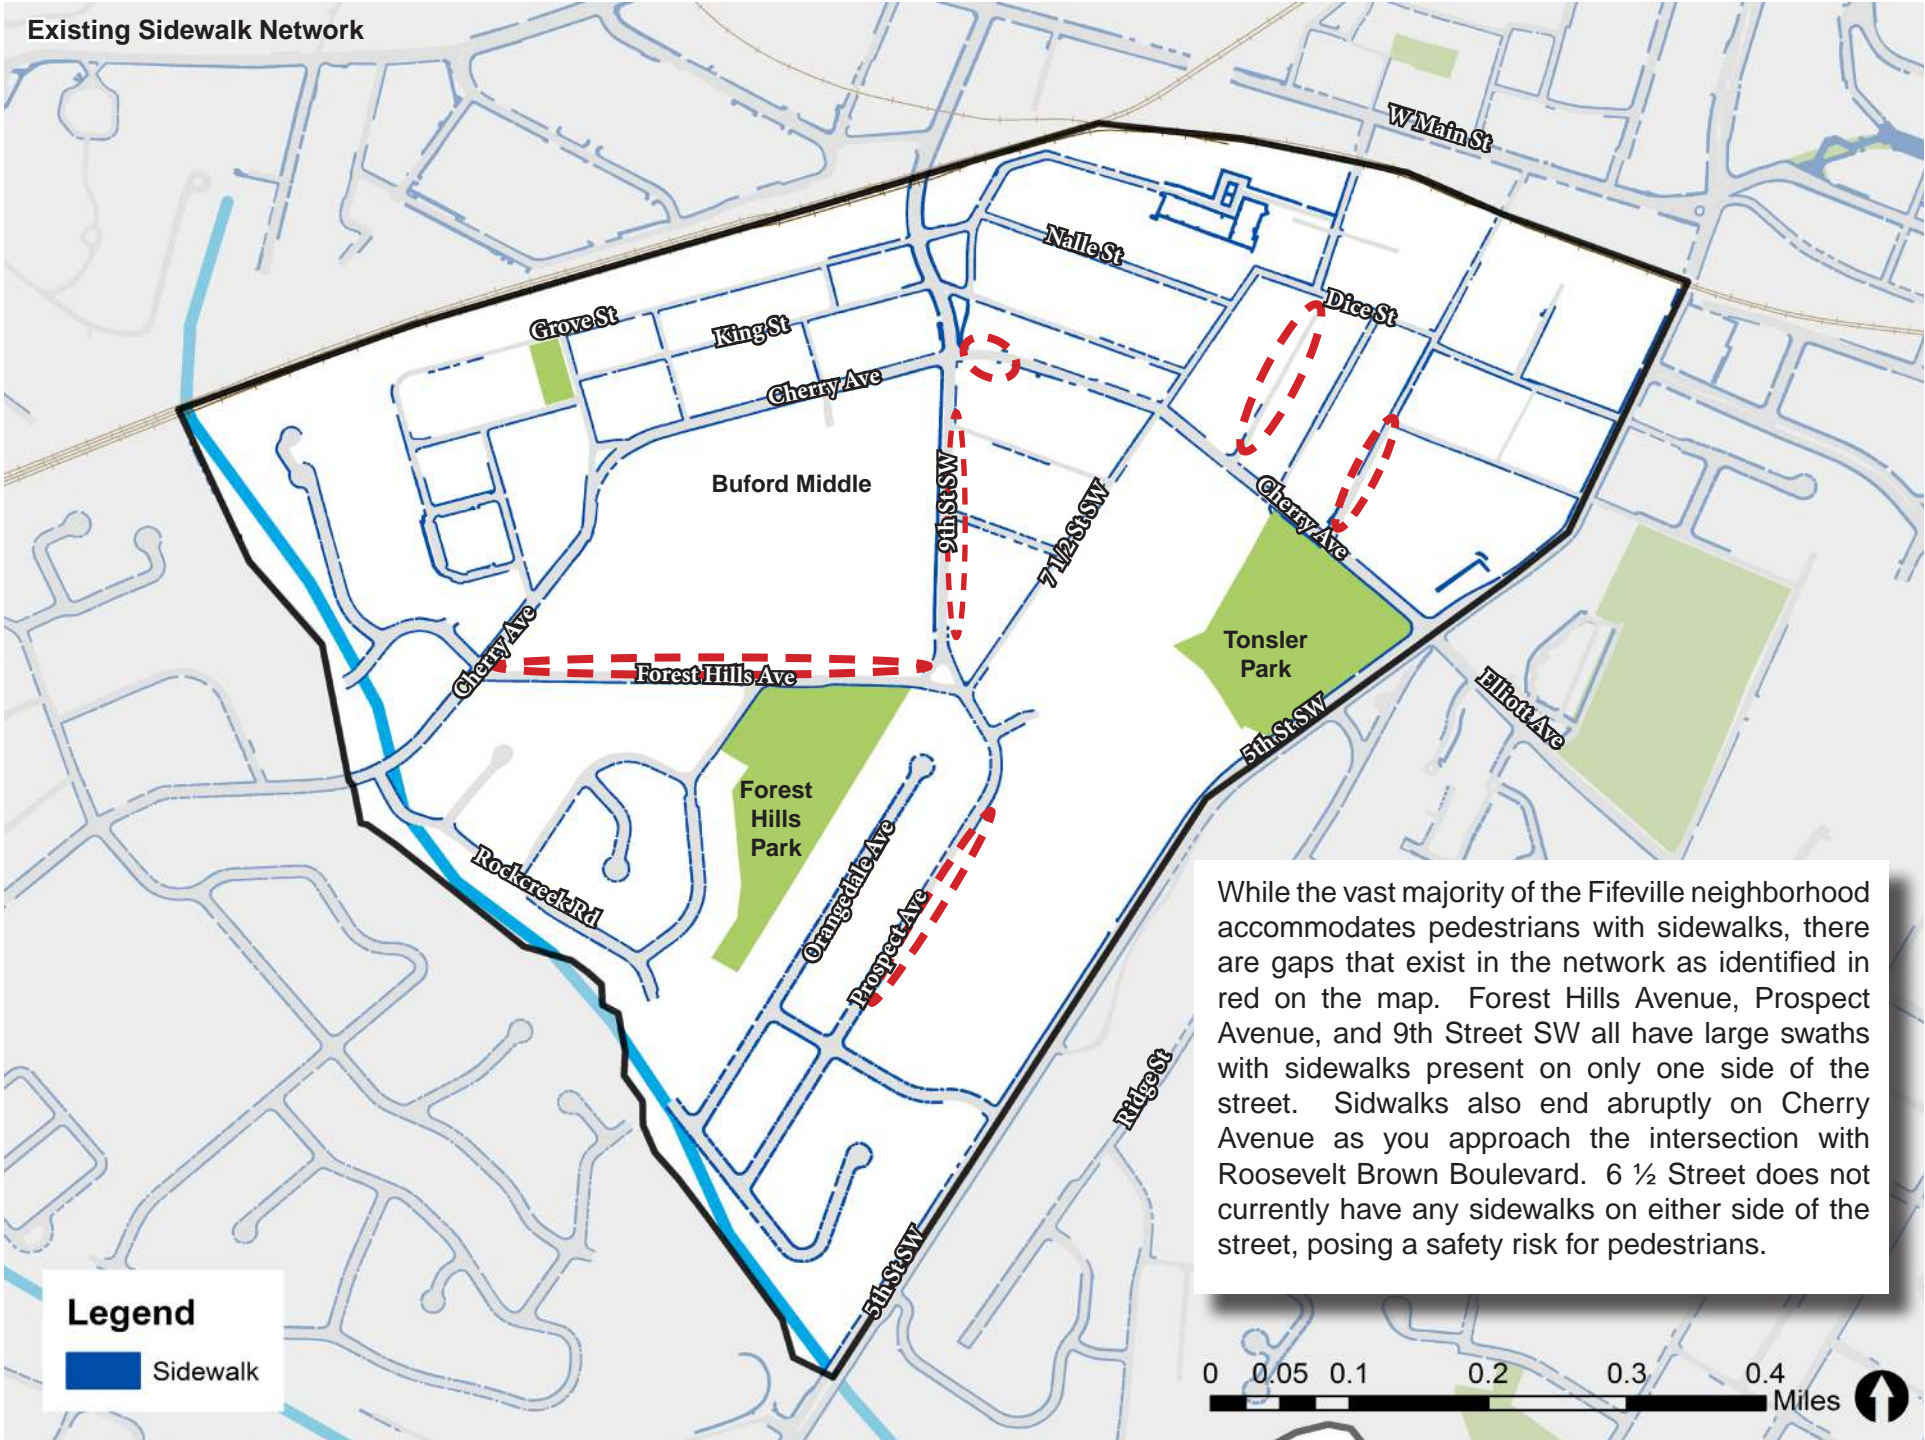 Existing Sidewalk Network
W Main St
Nalle St
Dice St
Grove St
King St
Cherry Ave
Buford Middle
9th St SW
7 1/2 St SW
Cherry Ave
Cherry Ave
Forest Hills Ave
Tonsler
Park
Elliott Ave
5th St SW
Forest
Hills
Park
Orangedale Ave
Prospect Ave
Rockcreek Rd
Ridge St
5th St SW
While the vast majority of the Fifeville neighborhood
accommodates pedestrians with sidewalks, there
are gaps that exist in the network as identified in
red on the map. Forest Hills Avenue, Prospect
Avenue, and 9th Street SW all have large swaths
with sidewalks present on only one side of the
street. Sidwalks also end abruptly on Cherry
Avenue as you approach the intersection with
Roosevelt Brown Boulevard. 6 ½ Street does not
currently have any sidewalks on either side of the
street, posing a safety risk for pedestrians.
Legend
Sidewalk
0 0.05 0.1 0.2 0.3 0.4
Miles